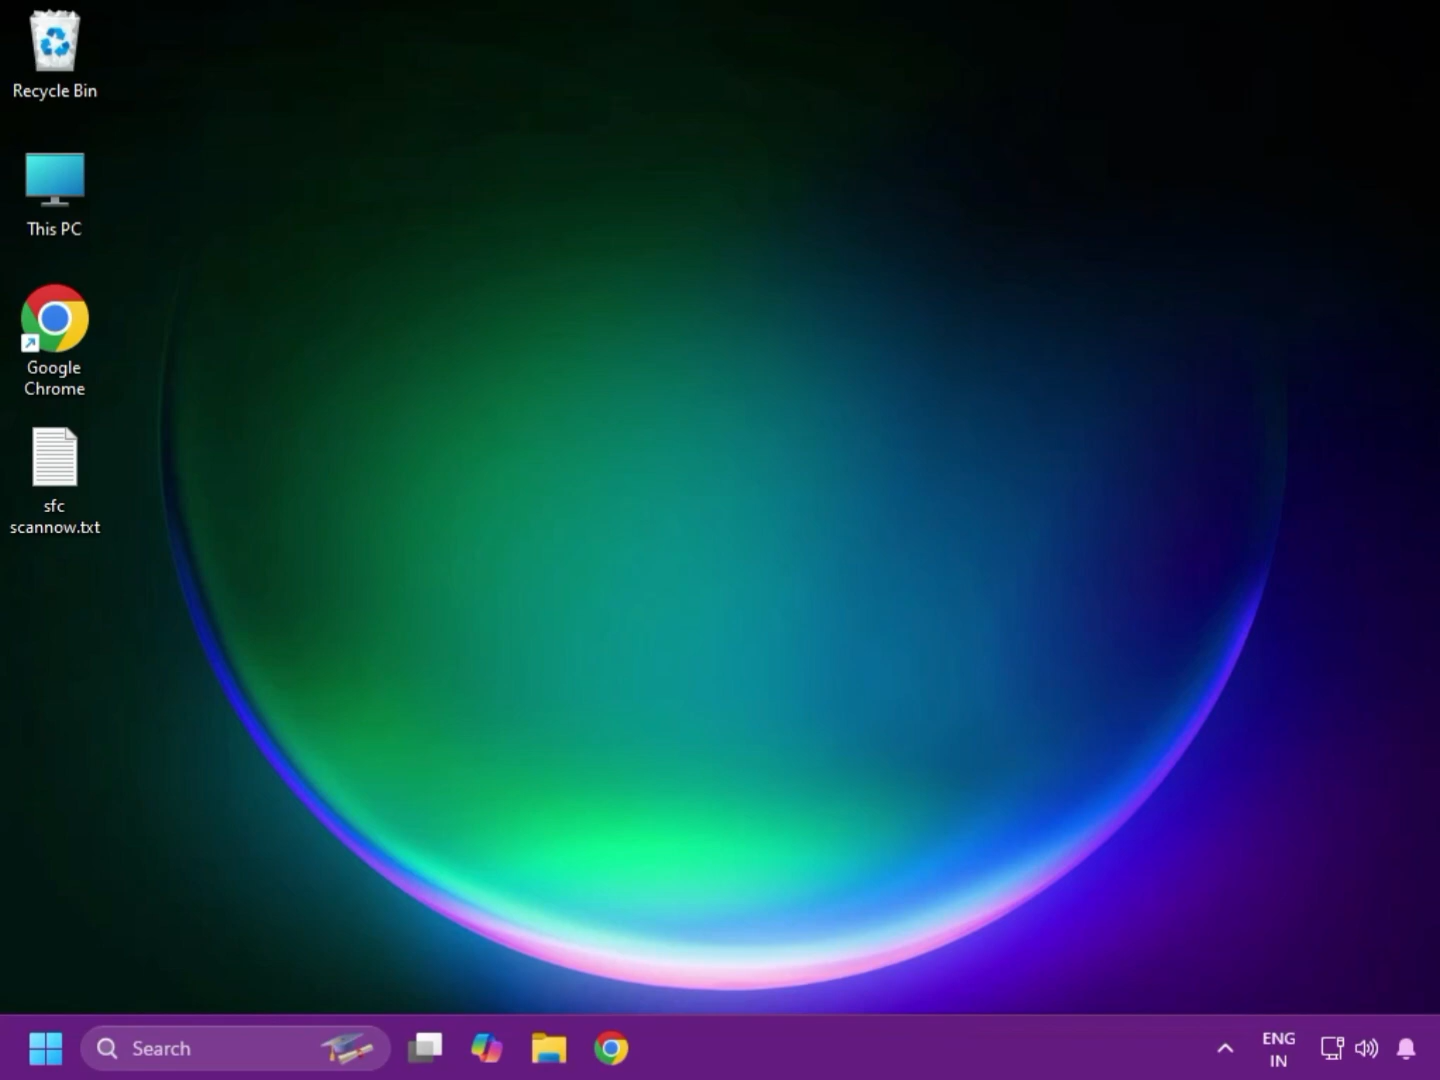 Recycle Bin
This PC
Google
Chrome
sfc
scannow.txt
Search
ENG
IN